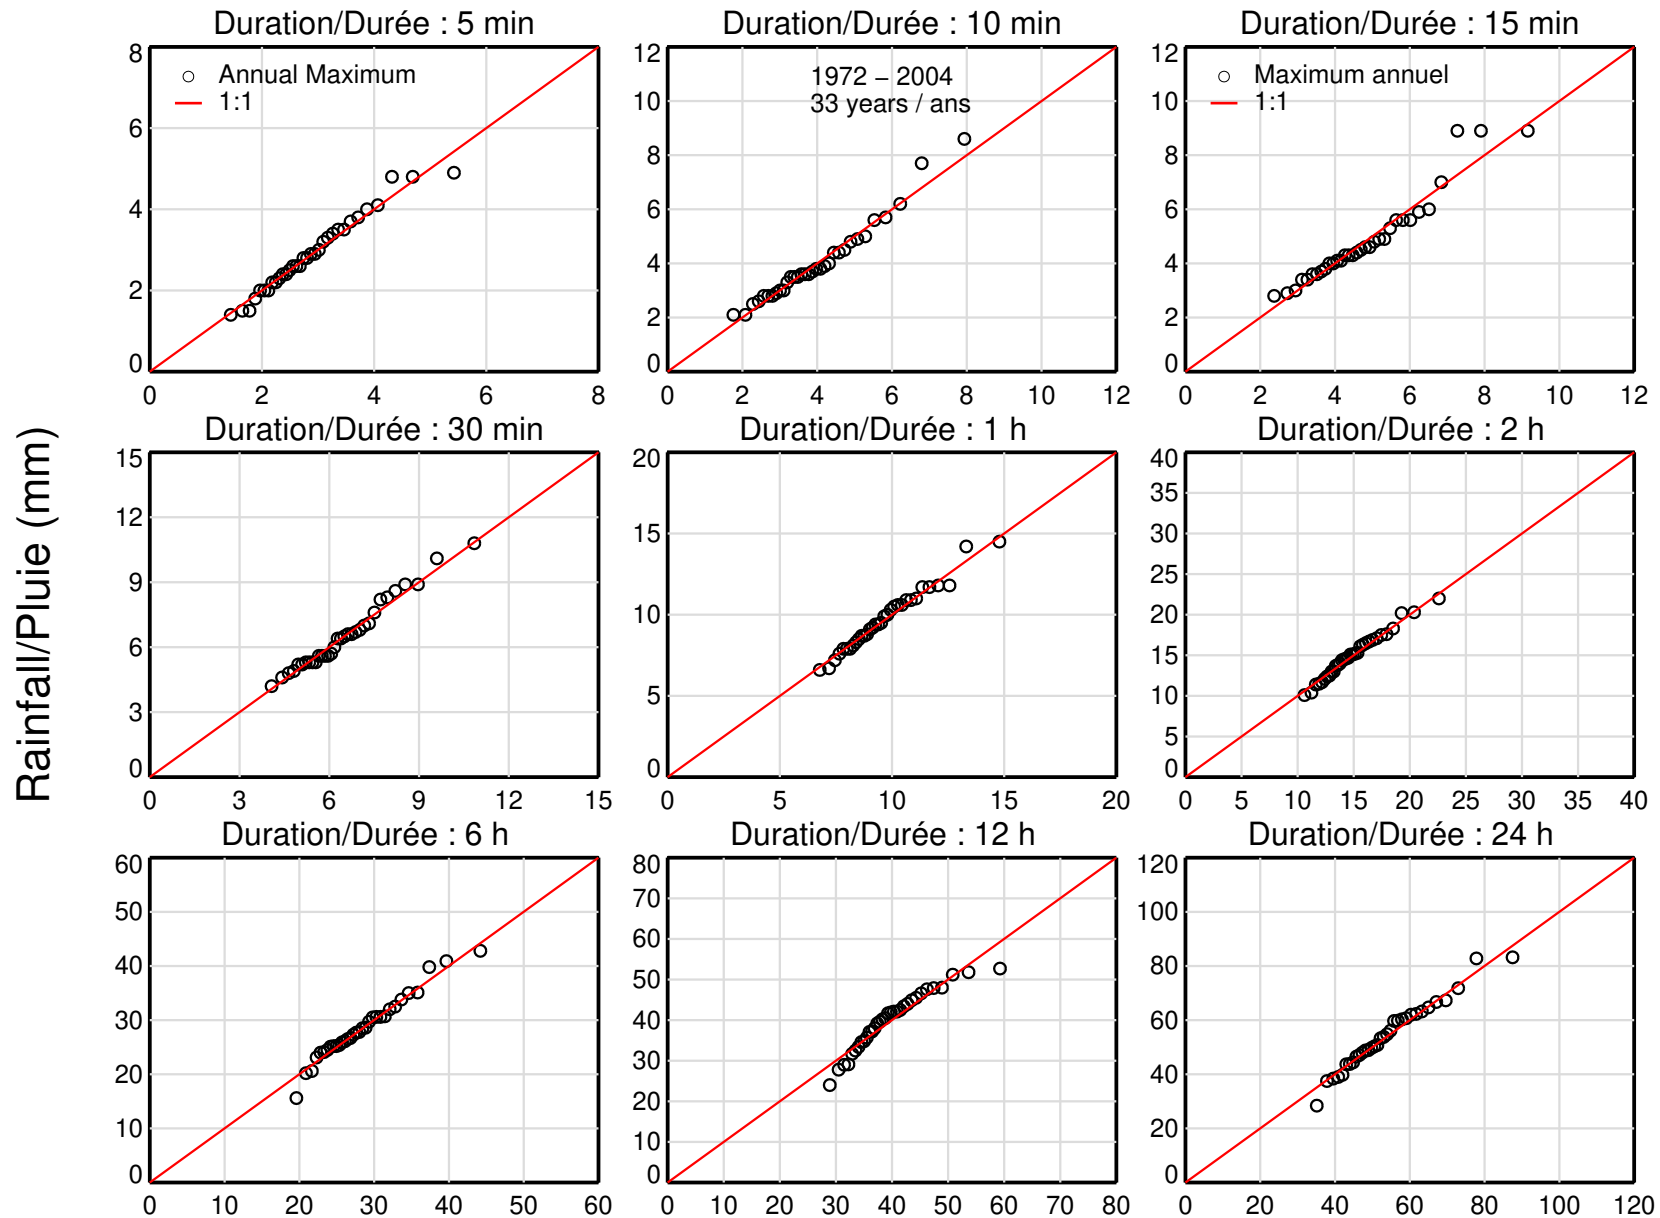 Duration/Durée : 5 min
8
6
4
2
0
0 2 4 6 8
Annual Maximum
1:1
Duration/Durée : 10 min
12
10
8
6
4
2
0
0 2 4 6 8 10 12
1972 – 2004
33 years / ans
Duration/Durée : 15 min
12
10
8
6
4
2
0
0 2 4 6 8 10 12
Maximum annuel
1:1
Rainfall/Pluie (mm)
Duration/Durée : 30 min
15
12
9
6
3
0
0 3 6 9 12 15
Duration/Durée : 1 h
20
15
10
5
0
0 5 10 15 20
Duration/Durée : 2 h
40
35
30
25
20
15
10
5
0
0 5 10 15 20 25 30 35 40
Duration/Durée : 6 h
60
50
40
30
20
10
0
0 10 20 30 40 50 60
Duration/Durée : 12 h
80
70
60
50
40
30
20
10
0
0 10 20 30 40 50 60 70 80
Duration/Durée : 24 h
120
100
80
60
40
20
0
0 20 40 60 80 100 120